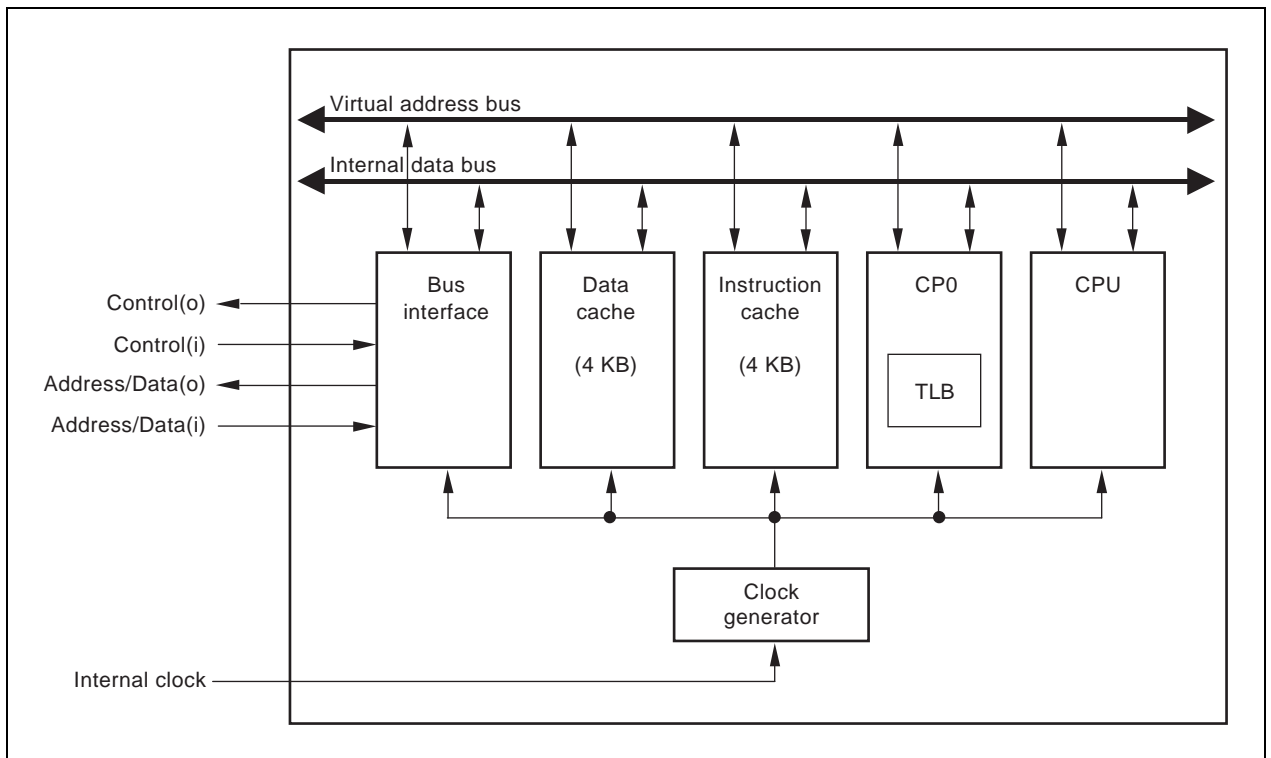 Virtual address bus
Internal data bus
Bus
interface
Data
cache
(4 KB)
Instruction
cache
(4 KB)
CP0
TLB
CPU
Control(o)
Control(i)
Address/Data(o)
Address/Data(i)
Clock
generator
Internal clock